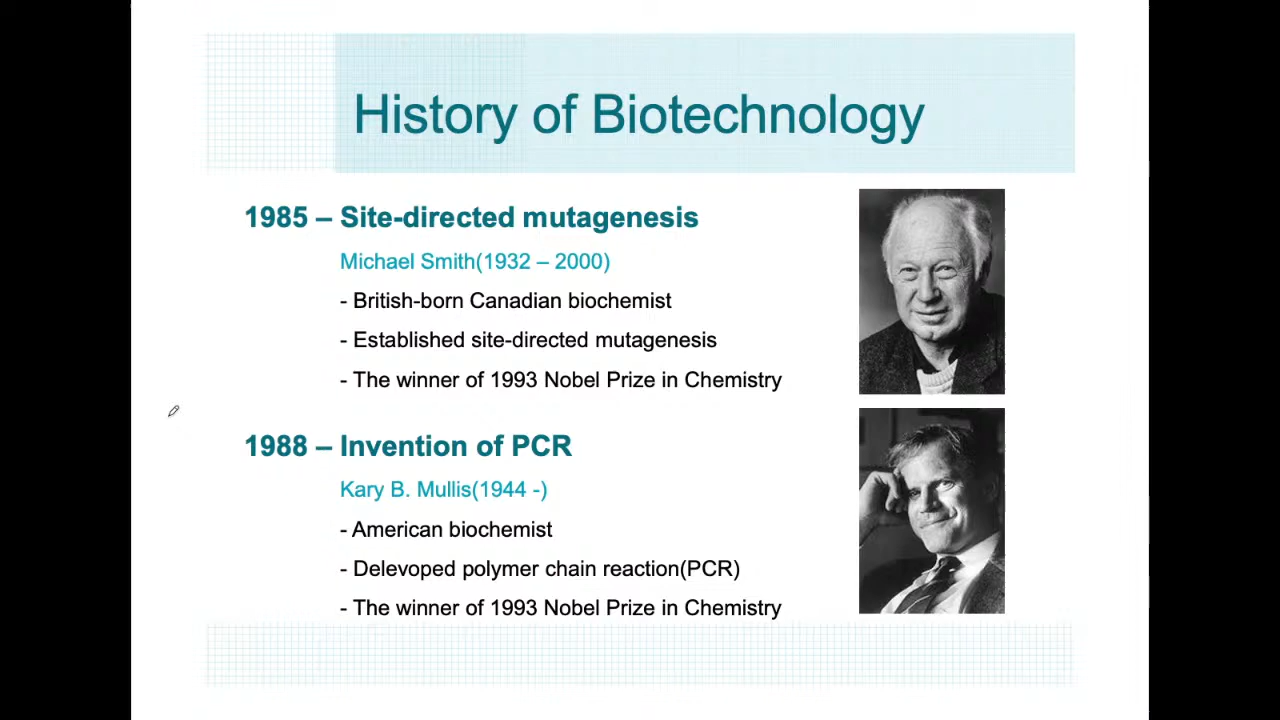 History of Biotechnology
1985 – Site-directed mutagenesis
Michael Smith(1932 – 2000)
- British-born Canadian biochemist
- Established site-directed mutagenesis
- The winner of 1993 Nobel Prize in Chemistry
1988 – Invention of PCR
Kary B. Mullis(1944 -)
- American biochemist
- Delevoped polymer chain reaction(PCR)
- The winner of 1993 Nobel Prize in Chemistry